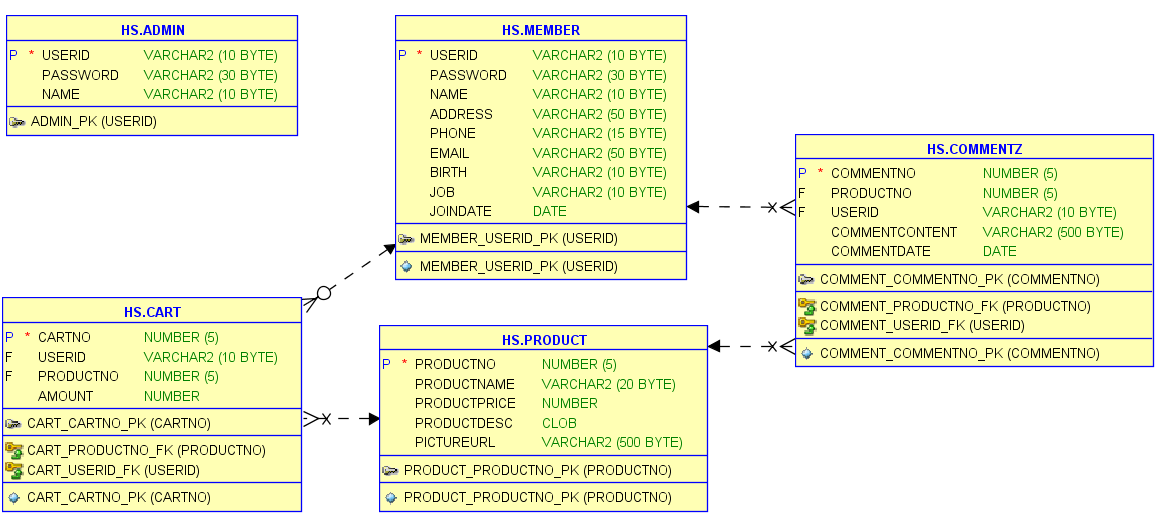 HS.ADMIN
P * USERID VARCHAR2 (10 BYTE)
PASSWORD VARCHAR2 (30 BYTE)
NAME VARCHAR2 (10 BYTE)
ADMIN_PK (USERID)
HS.MEMBER
P * USERID VARCHAR2 (10 BYTE)
PASSWORD VARCHAR2 (30 BYTE)
NAME VARCHAR2 (10 BYTE)
ADDRESS VARCHAR2 (50 BYTE)
PHONE VARCHAR2 (15 BYTE)
EMAIL VARCHAR2 (50 BYTE)
BIRTH VARCHAR2 (10 BYTE)
JOB VARCHAR2 (10 BYTE)
JOINDATE DATE
MEMBER_USERID_PK (USERID)
MEMBER_USERID_PK (USERID)
HS.COMMENTZ
P * COMMENTNO NUMBER (5)
F PRODUCTNO NUMBER (5)
F USERID VARCHAR2 (10 BYTE)
COMMENTCONTENT VARCHAR2 (500 BYTE)
COMMENTDATE DATE
COMMENT_COMMENTNO_PK (COMMENTNO)
COMMENT_PRODUCTNO_FK (PRODUCTNO)
COMMENT_USERID_FK (USERID)
COMMENT_COMMENTNO_PK (COMMENTNO)
HS.CART
P * CARTNO NUMBER (5)
F USERID VARCHAR2 (10 BYTE)
F PRODUCTNO NUMBER (5)
AMOUNT NUMBER
CART_CARTNO_PK (CARTNO)
CART_PRODUCTNO_FK (PRODUCTNO)
CART_USERID_FK (USERID)
CART_CARTNO_PK (CARTNO)
HS.PRODUCT
P * PRODUCTNO NUMBER (5)
PRODUCTNAME VARCHAR2 (20 BYTE)
PRODUCTPRICE NUMBER
PRODUCTDESC CLOB
PICTUREURL VARCHAR2 (500 BYTE)
PRODUCT_PRODUCTNO_PK (PRODUCTNO)
PRODUCT_PRODUCTNO_PK (PRODUCTNO)